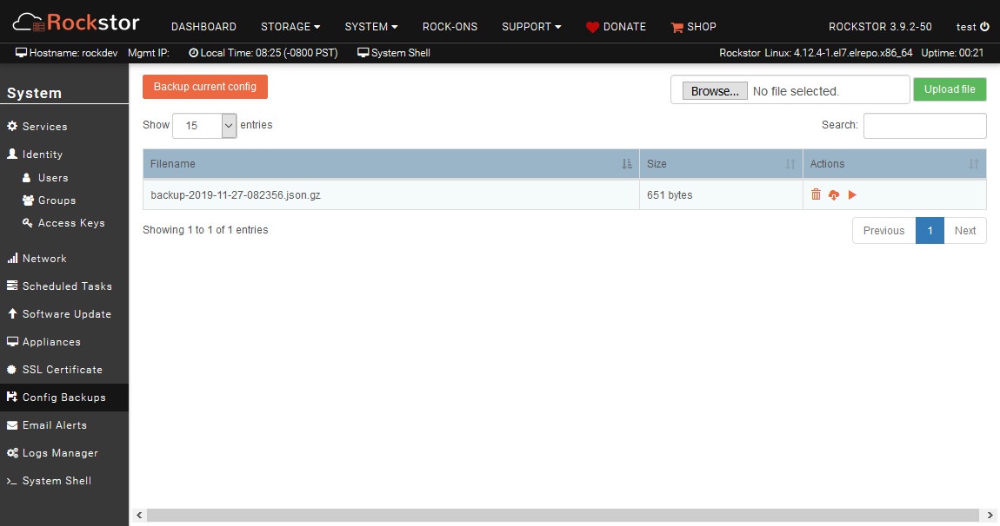 Rockstor DASHBOARD STORAGE SYSTEM ROCK-ONS SUPPORT DONATE SHOP ROCKSTOR 3.9.2-50 test
Hostname: rockdev Mgmt IP: Local Time: 08:25 (-0800 PST) System Shell Rockstor Linux: 4.12.4-1.el7.elrepo.x86_64 Uptime: 00:21
System
Services
Identity
Users
Groups
Access Keys
Network
Scheduled Tasks
Software Update
Appliances
SSL Certificate
Config Backups
Email Alerts
Logs Manager
System Shell
Backup current config Browse... No file selected. Upload file
Show 15 entries Search:
Filename Size Actions
backup-2019-11-27-082356.json.gz 651 bytes
Showing 1 to 1 of 1 entries Previous 1 Next